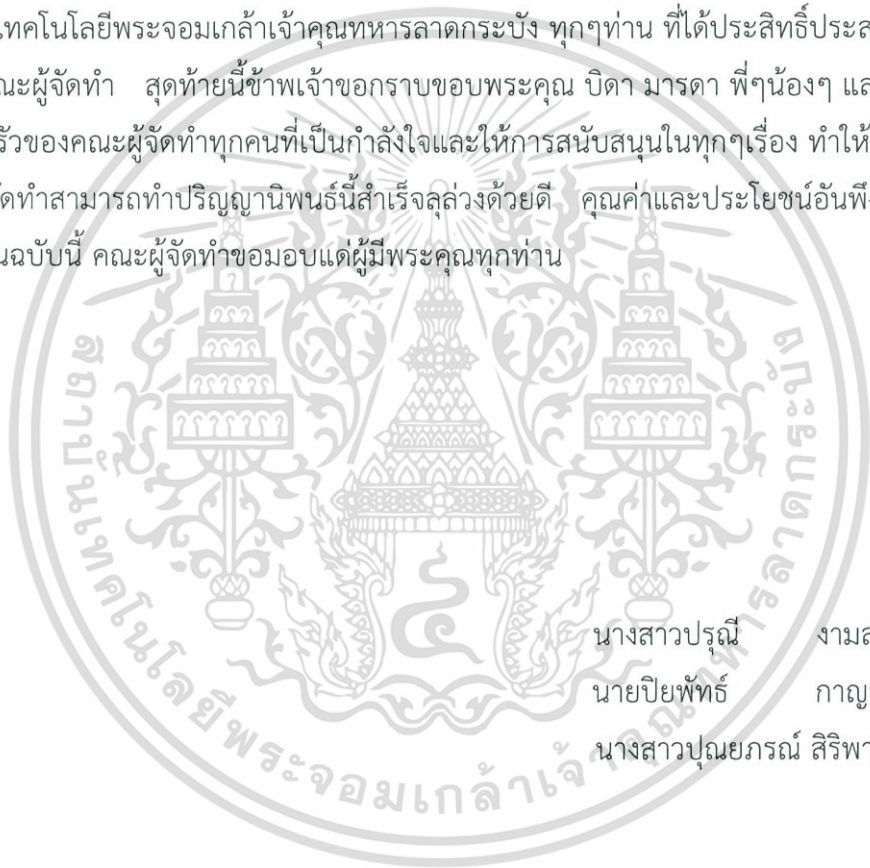 เทคโนโลยีพระจอมเกล้าเจ้าคุณทหารลาดกระบัง ทุกๆท่าน ที่ได้ประสิทธิ์ประส
ณะผู้จัดทำ สุดท้ายนี้ข้าพเจ้าขอกราบขอบพระคุณ บิดา มารดา พี่ๆน้องๆ แล
รัวของคณะผู้จัดทำทุกคนที่เป็นกำลังใจและให้การสนับสนุนในทุกๆเรื่อง ทำให้
ัดทำสามารถทำปริญญานิพนธ์นี้สำเร็จลุล่วงด้วยดี คุณค่าและประโยชน์อันพึ
นฉบับนี้ คณะผู้จัดทำขอมอบแด่ผู้มีพระคุณทุกท่าน
สถาบันเทคโนโลยีพระจอมเกล้าเจ้าคุณทหารลาดกระบัง
๔
นางสาวปรุณี งามส
นายปิยพัทธ์ กาญ
นางสาวปุณยภรณ์ สิริพา